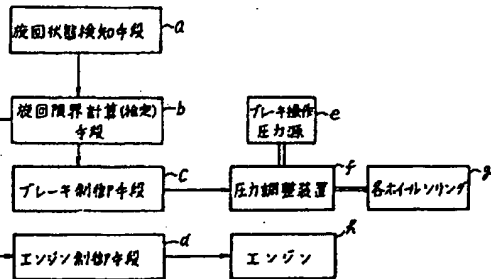 旋回状態検知手段
a
旋回限界計算(推定)
手段
b
ブレーキ操作
圧力源
e
ブレーキ制御手段
c
圧力調整装置
f
各ホイールシリンダ
g
エンジン制御手段
d
エンジン
h